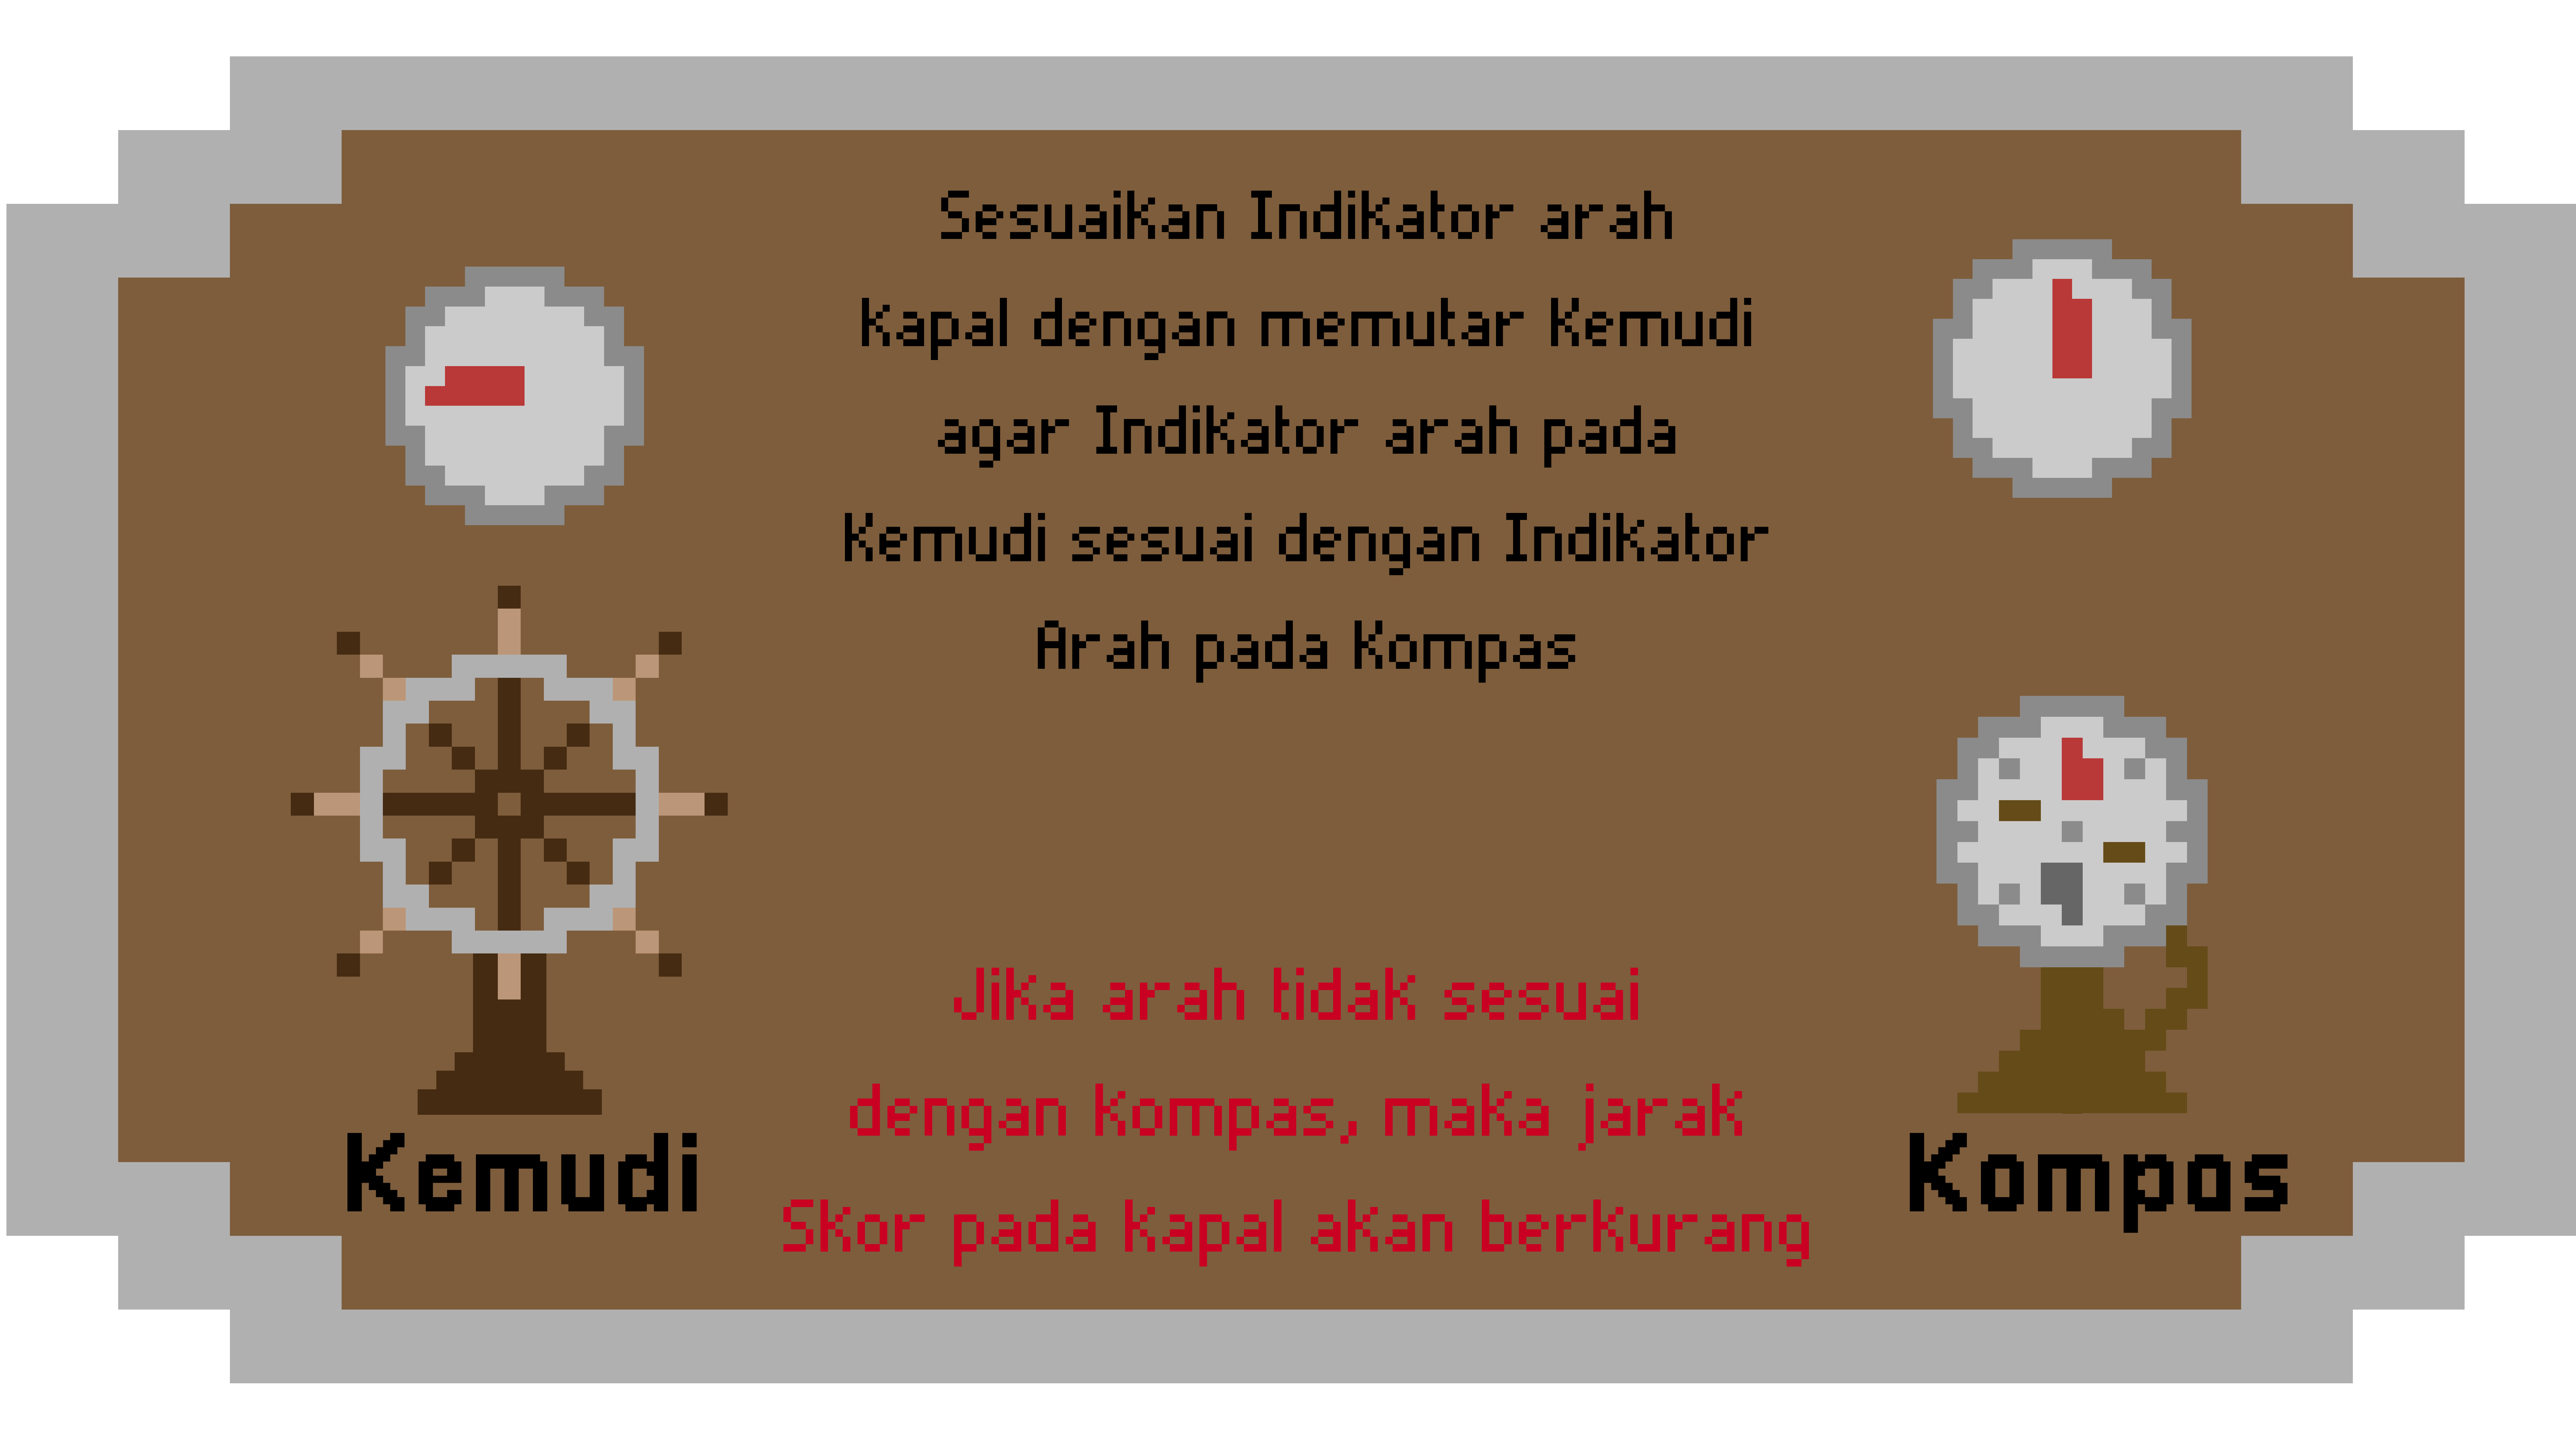 Sesuaikan Indikator arah
Kapal dengan memutar Kemudi
agar Indikator arah pada
Kemudi sesuai dengan Indikator
Arah pada Kompas
Jika arah tidak sesuai
dengan kompas, maka jarak
Skor pada kapal akan berkurang
Kemudi
Kompas